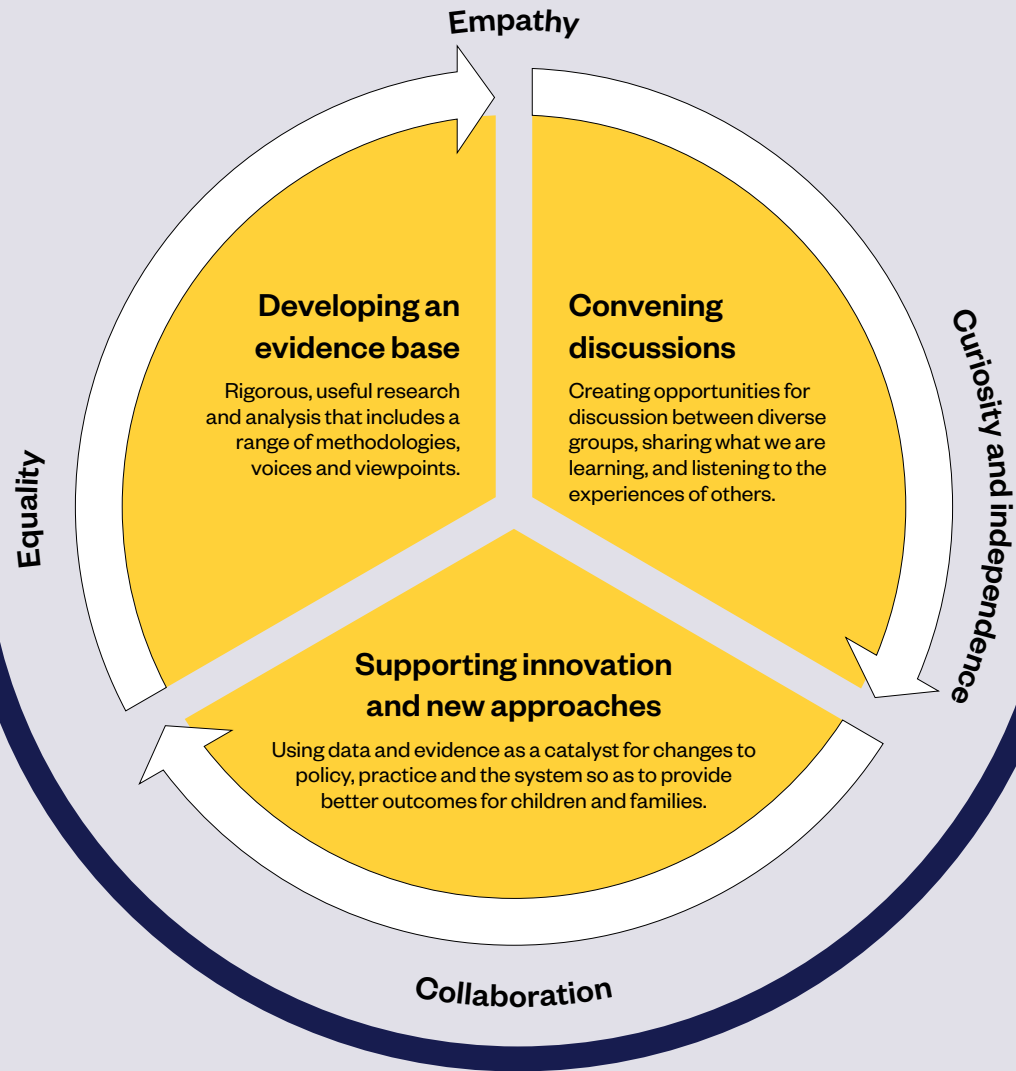 Empathy
Developing an
evidence base
Rigorous, useful research
and analysis that includes a
range of methodologies,
voices and viewpoints.
Convening
discussions
Creating opportunities for
discussion between diverse
groups, sharing what we are
learning, and listening to the
experiences of others.
Curiosity and independence
Equality
Supporting innovation
and new approaches
Using data and evidence as a catalyst for changes to
policy, practice and the system so as to provide
better outcomes for children and families.
Collaboration